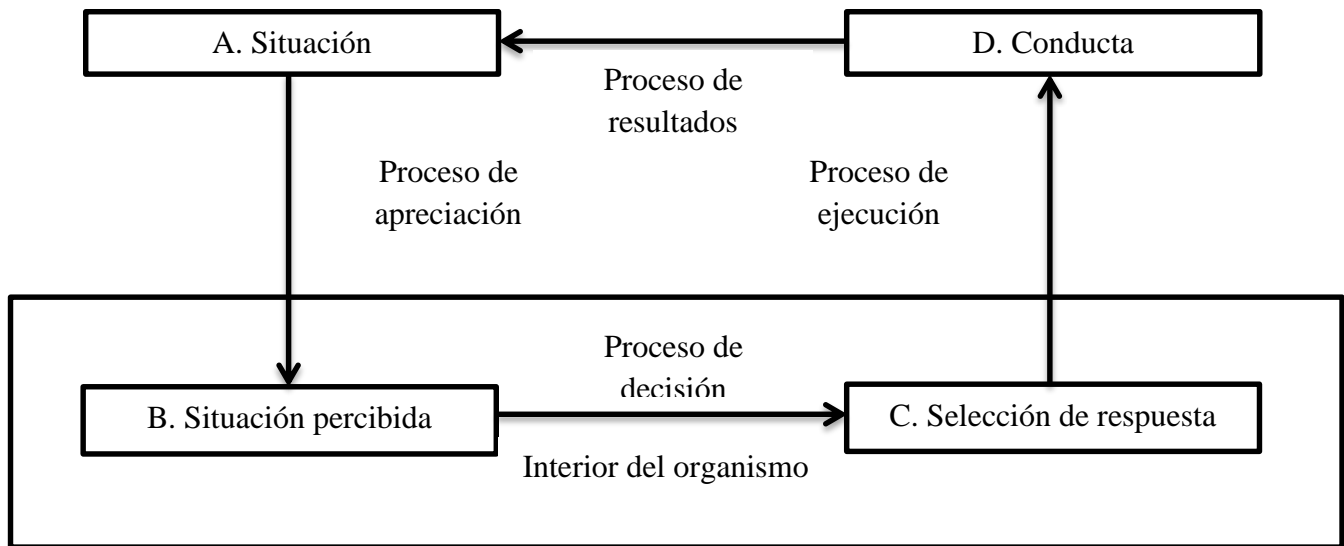 A. Situación
D. Conducta
Proceso de
resultados
Proceso de
apreciación
Proceso de
ejecución
Proceso de
decisión
B. Situación percibida
C. Selección de respuesta
Interior del organismo